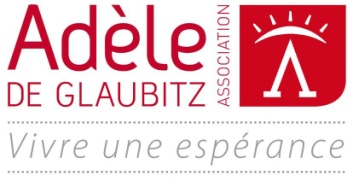 Adèle
DE GLAUBITZ
ASSOCIATION
Vivre une espérance